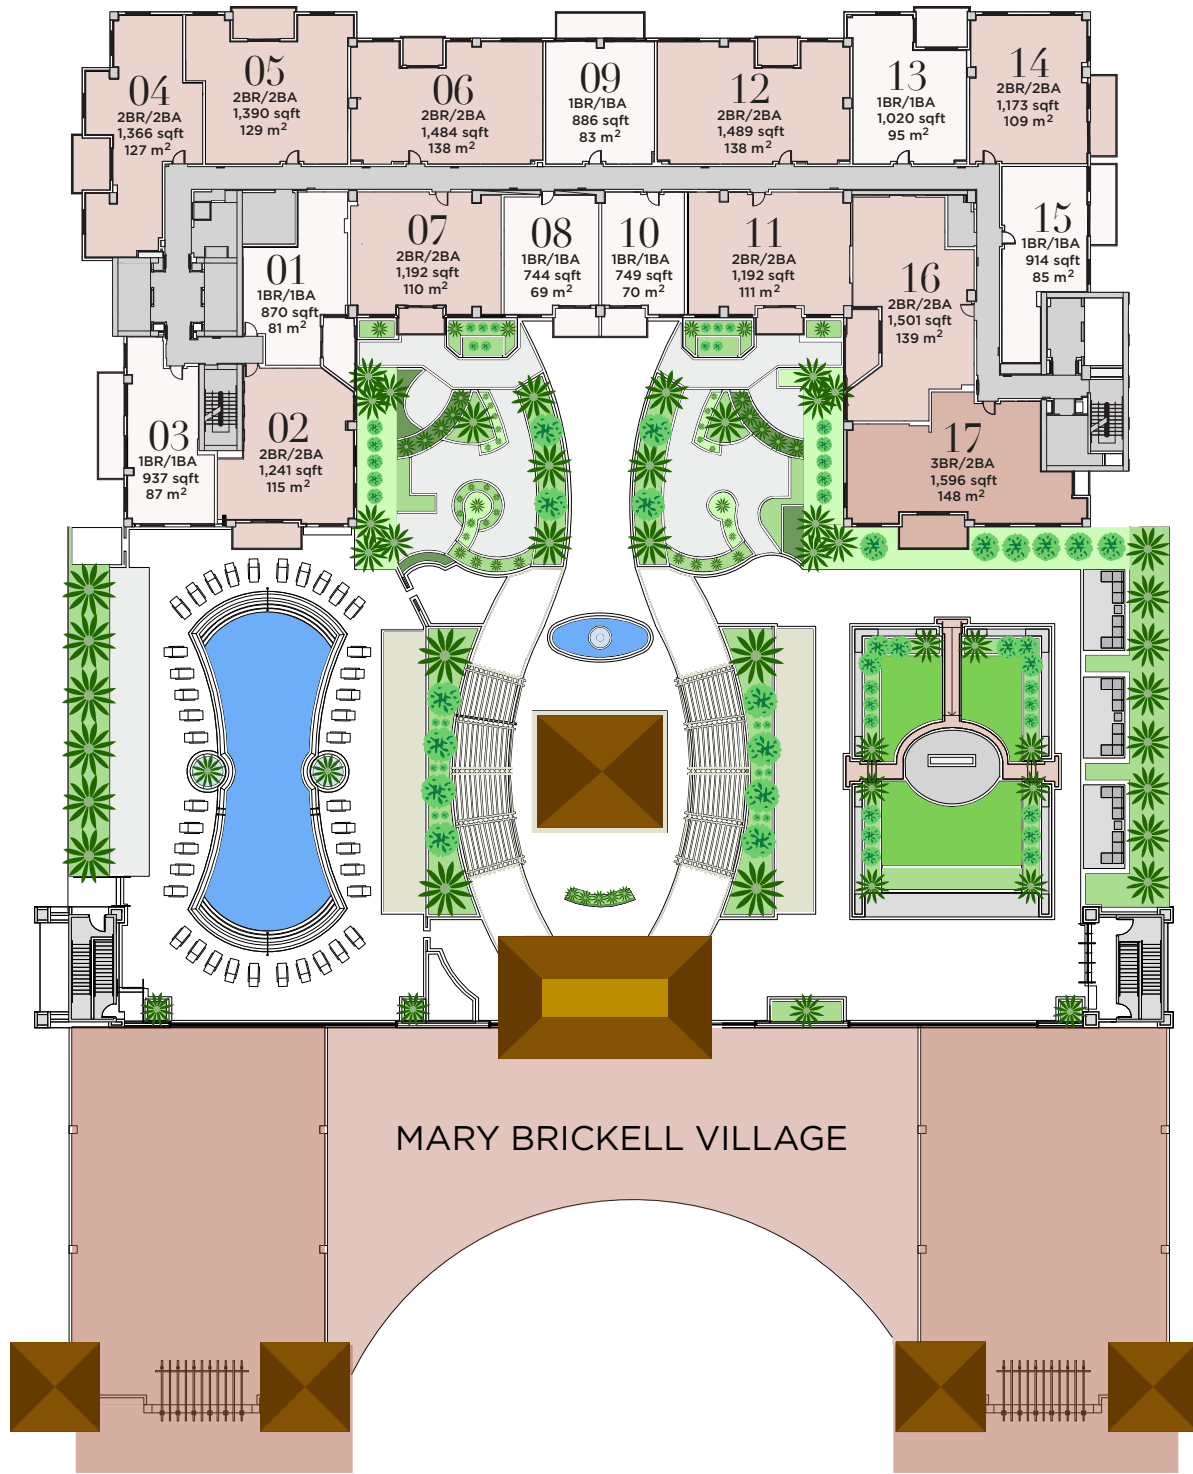 04
2BR/2BA
1,366 sqft
127 m²
05
2BR/2BA
1,390 sqft
129 m²
06
2BR/2BA
1,484 sqft
138 m²
09
1BR/1BA
886 sqft
83 m²
12
2BR/2BA
1,489 sqft
138 m²
13
1BR/1BA
1,020 sqft
95 m²
14
2BR/2BA
1,173 sqft
109 m²
01
1BR/1BA
870 sqft
81 m²
07
2BR/2BA
1,192 sqft
110 m²
08
1BR/1BA
744 sqft
69 m²
10
1BR/1BA
749 sqft
70 m²
11
2BR/2BA
1,192 sqft
111 m²
16
2BR/2BA
1,501 sqft
139 m²
15
1BR/1BA
914 sqft
85 m²
03
1BR/1BA
937 sqft
87 m²
02
2BR/2BA
1,241 sqft
115 m²
17
3BR/2BA
1,596 sqft
148 m²
MARY BRICKELL VILLAGE